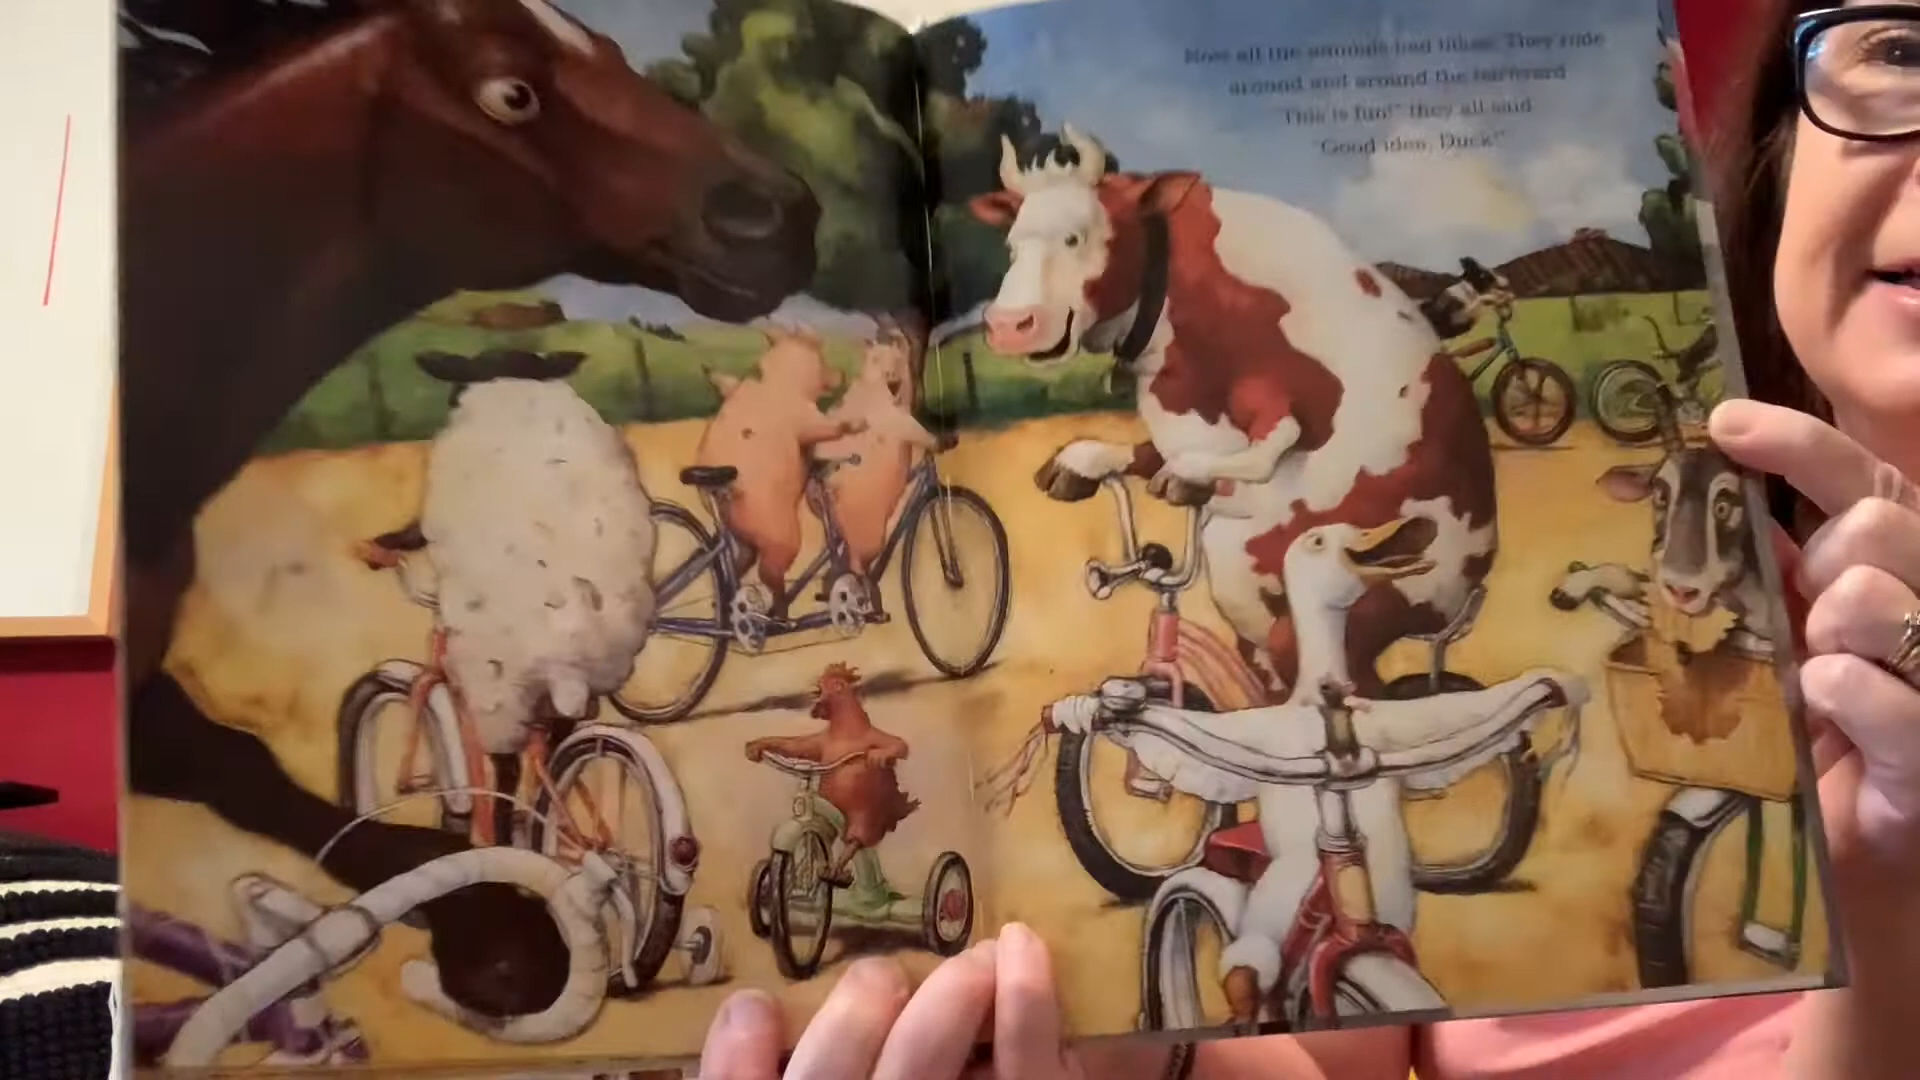 Now all the animals had bikes. They rode
around and around the barnyard.
"This is fun!" they all said.
"Good idea, Duck!"